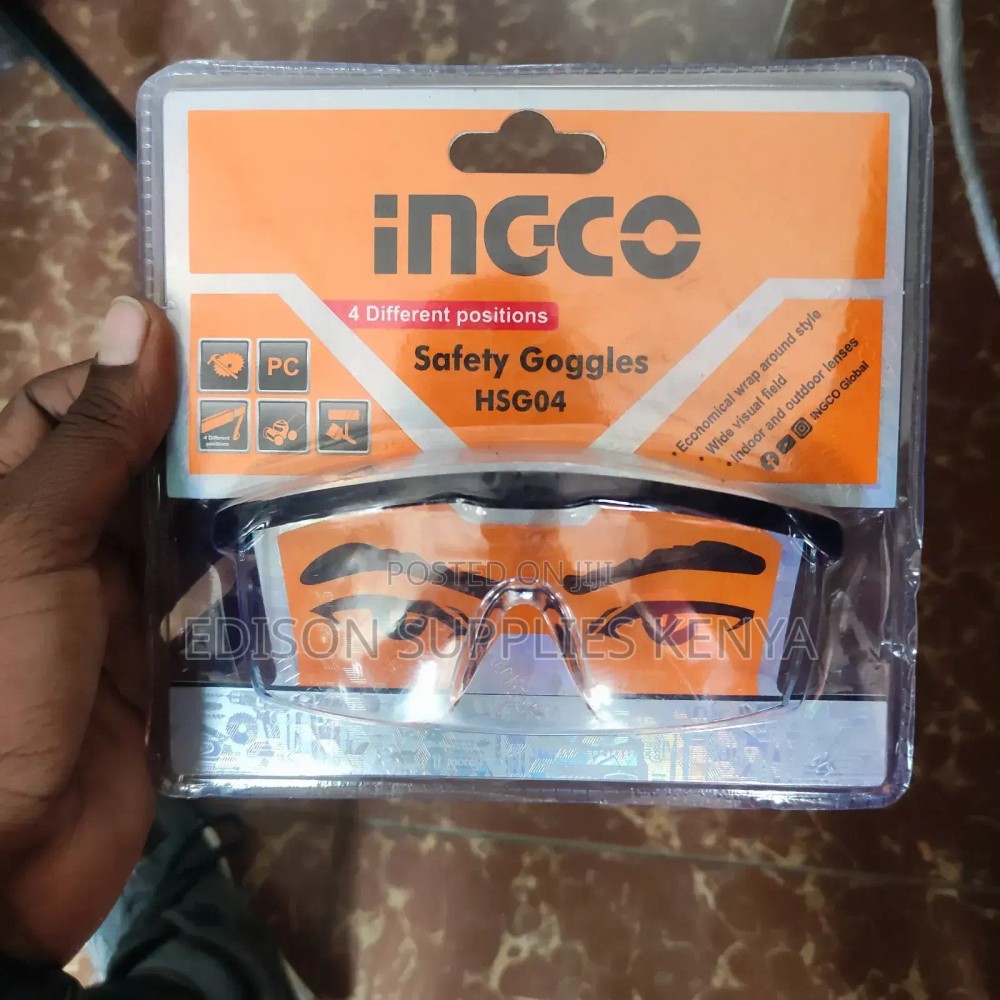 INGCO
4 Different positions
Safety Goggles
HSG04
PC
4 Different
positions
• Economical wrap around style
• Wide visual field
• Indoor and outdoor lenses
INGCO Global
POSTED ON JIJI
EDISON SUPPLIES KENYA